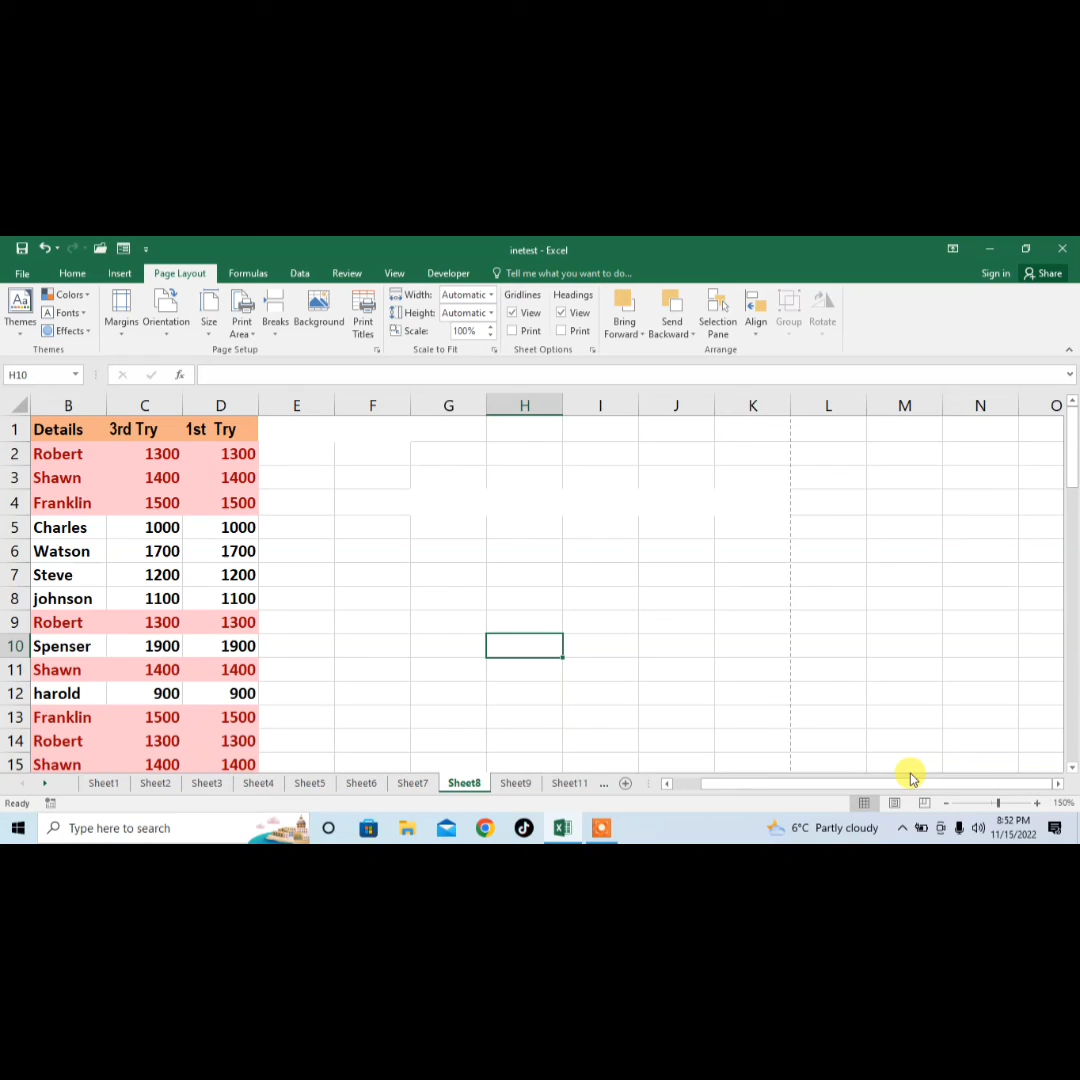 inetest - Excel
File Home Insert Page Layout Formulas Data Review View Developer Tell me what you want to do... Sign in Share
Aa Themes Colors Fonts Effects Themes
Margins Orientation Size Print Area Breaks Background Print Titles Page Setup
Width: Automatic
Height: Automatic
Scale: 100%
Scale to Fit
Gridlines Headings
View View
Print Print
Sheet Options
Bring Forward Send Backward Selection Pane Align Group Rotate
Arrange
H10 fx
B C D E F G H I J K L M N O
1 Details 3rd Try 1st Try
2 Robert 1300 1300
3 Shawn 1400 1400
4 Franklin 1500 1500
5 Charles 1000 1000
6 Watson 1700 1700
7 Steve 1200 1200
8 johnson 1100 1100
9 Robert 1300 1300
10 Spenser 1900 1900
11 Shawn 1400 1400
12 harold 900 900
13 Franklin 1500 1500
14 Robert 1300 1300
15 Shawn 1400 1400
Sheet1 Sheet2 Sheet3 Sheet4 Sheet5 Sheet6 Sheet7 Sheet8 Sheet9 Sheet11 ...
Ready 150%
Type here to search 6°C Partly cloudy 8:52 PM
11/15/2022